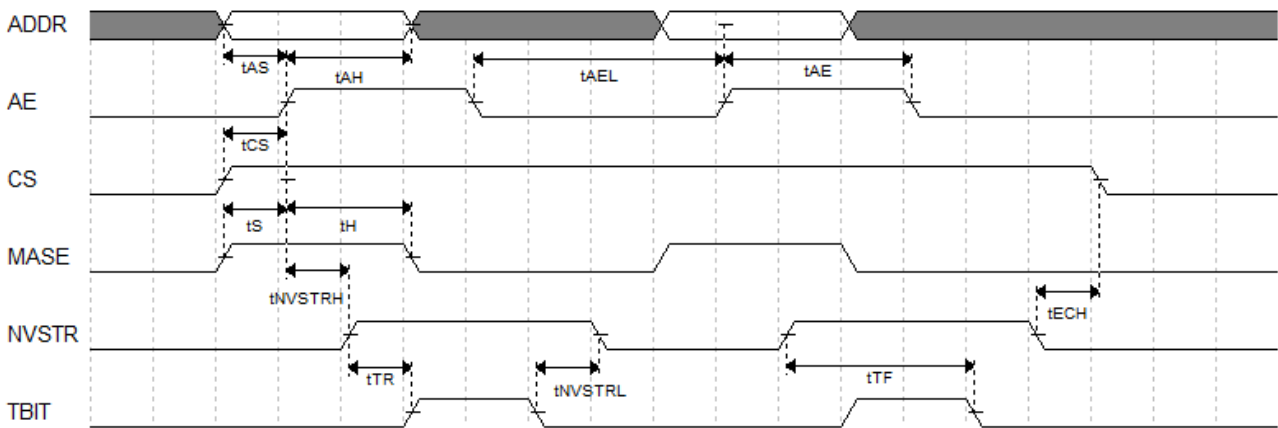 ADDR
tAS
tAH
tAEL
tAE
AE
tCS
CS
tS
tH
MASE
tNVSTRH
tECH
NVSTR
tTR
tNVSTRL
tTF
TBIT